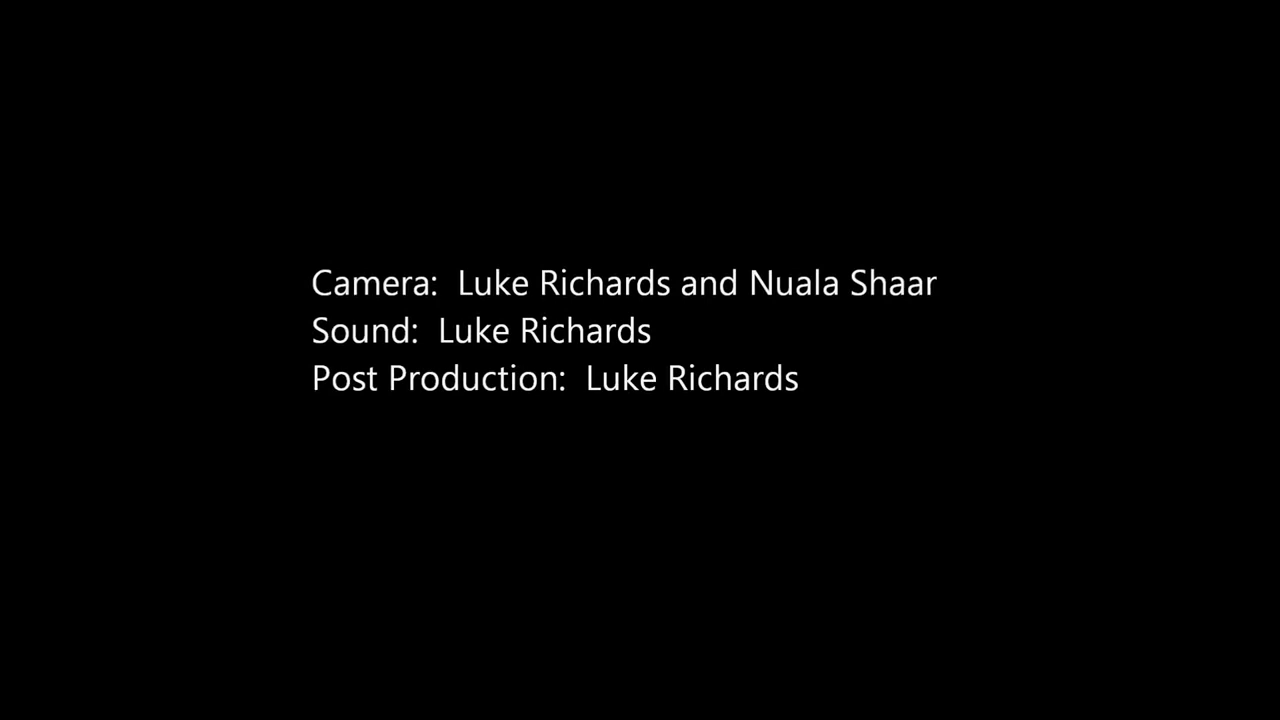 Camera:  Luke Richards and Nuala Shaar
Sound:  Luke Richards
Post Production:  Luke Richards